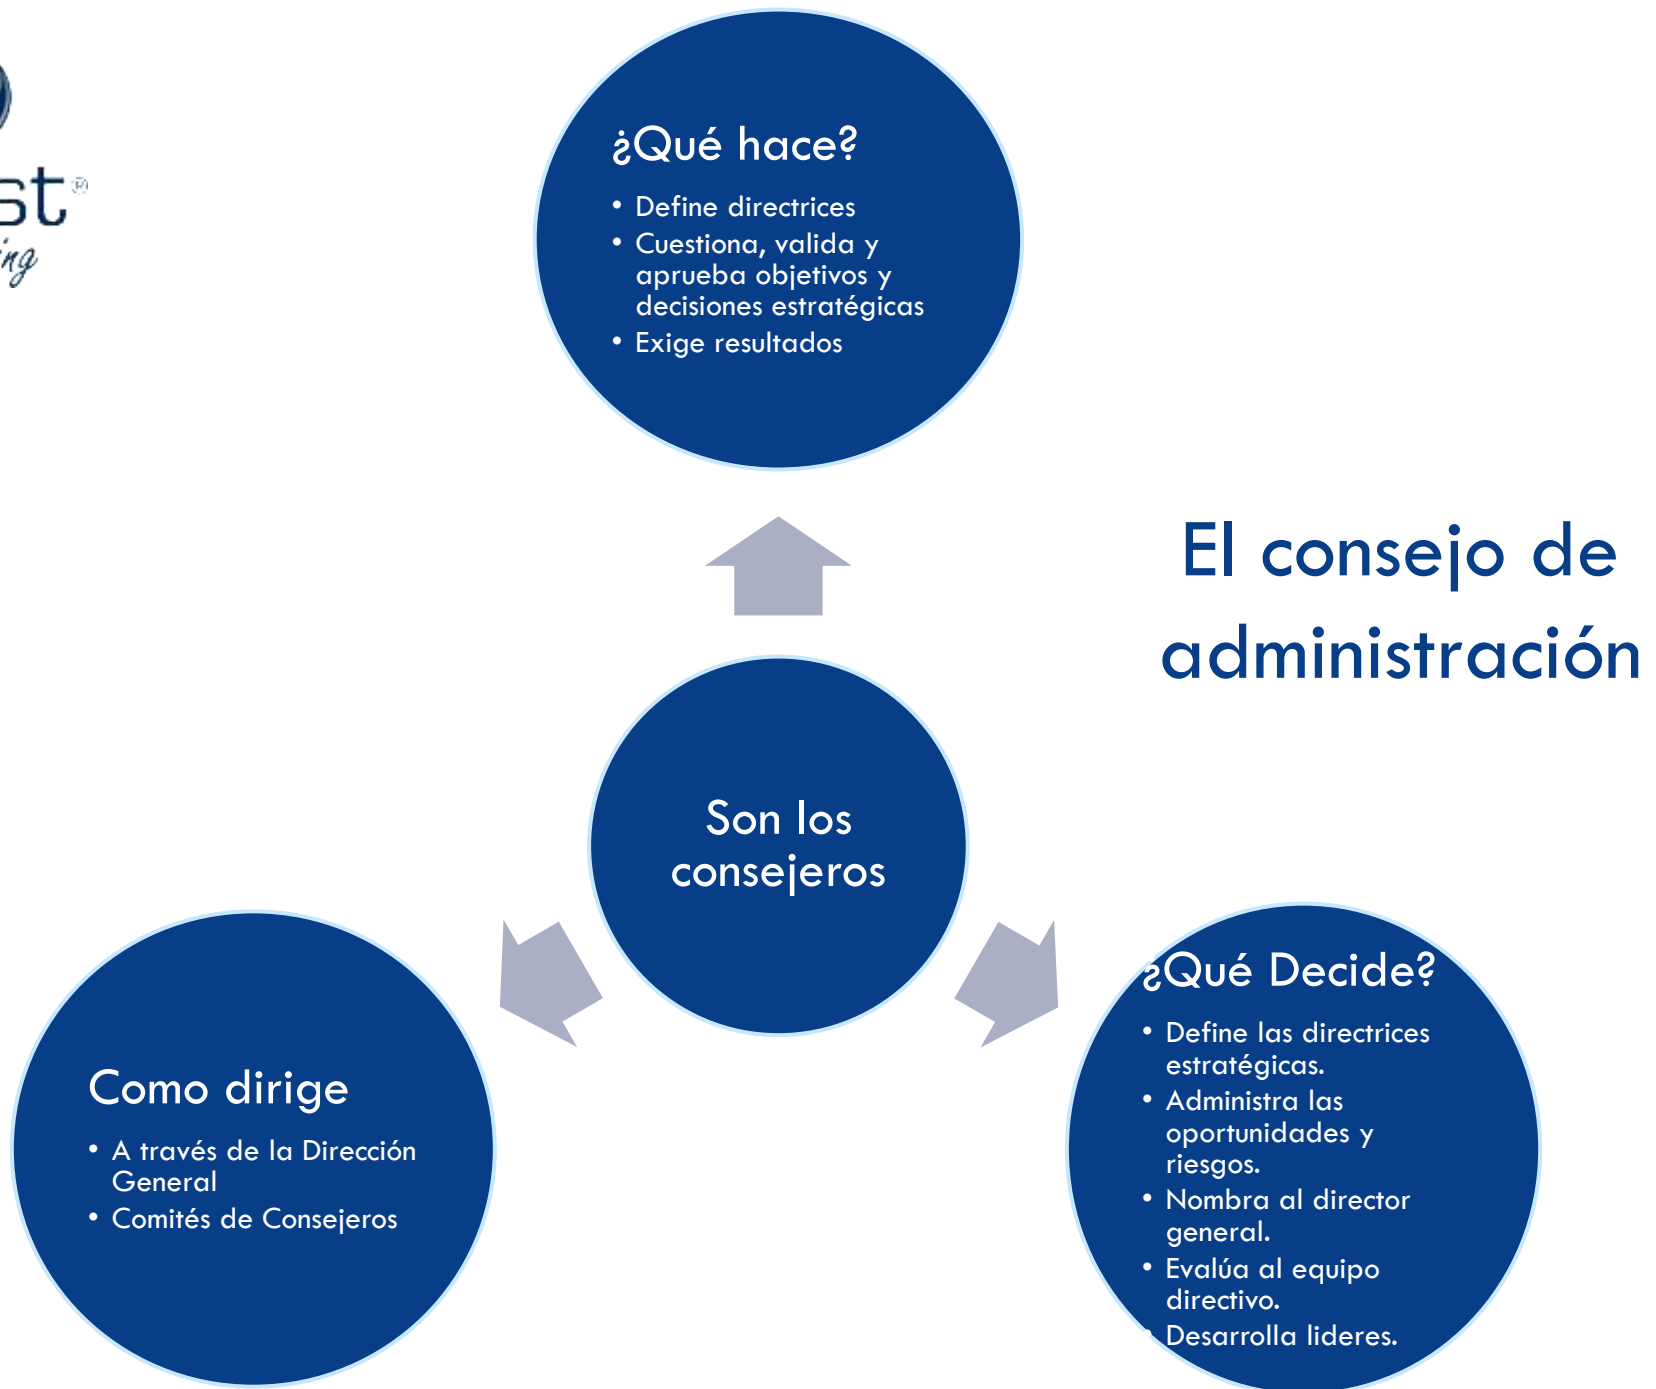 ¿Qué hace?
• Define directrices
• Cuestiona, valida y
aprueba objetivos y
decisiones estratégicas
• Exige resultados
El consejo de
administración
Son los
consejeros
Como dirige
• A través de la Dirección
General
• Comités de Consejeros
¿Qué Decide?
• Define las directrices
estratégicas.
• Administra las
oportunidades y
riesgos.
• Nombra al director
general.
• Evalúa al equipo
directivo.
• Desarrolla lideres.